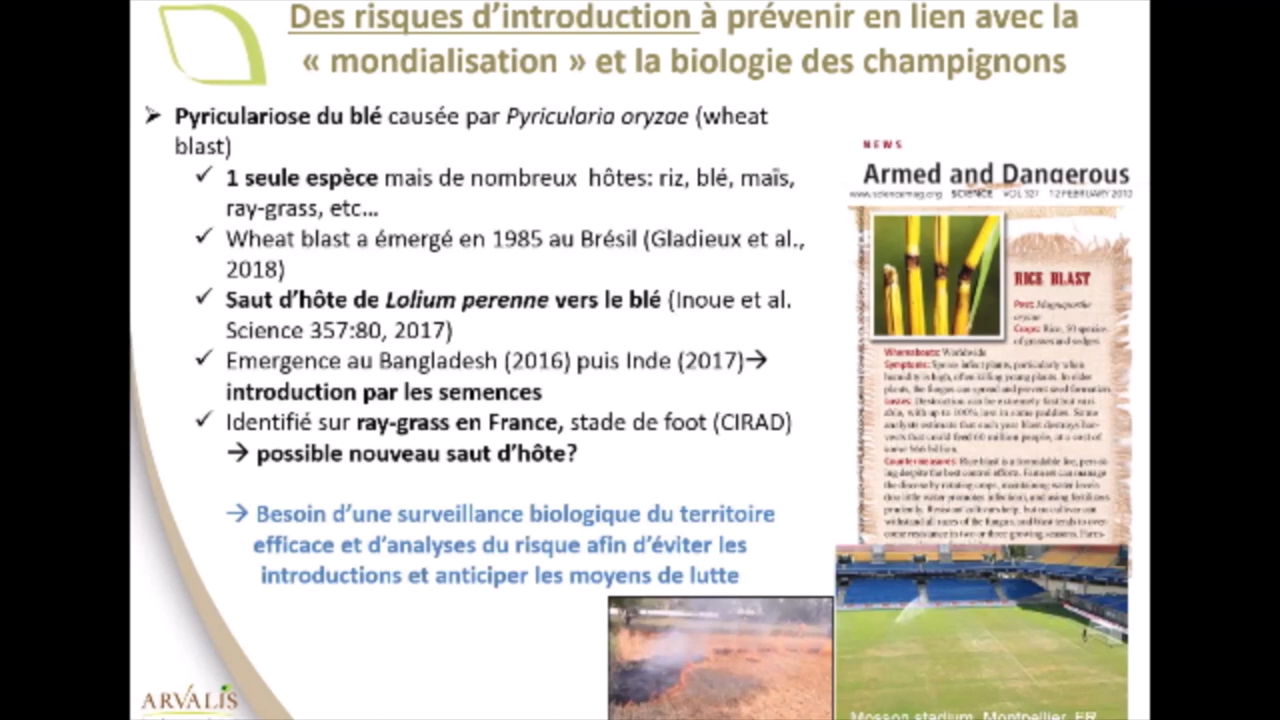 Des risques d'introduction à prévenir en lien avec la
« mondialisation » et la biologie des champignons
➢ Pyriculariose du blé causée par Pyricularia oryzae (wheat
blast)
✓ 1 seule espèce mais de nombreux hôtes: riz, blé, maïs,
ray-grass, etc...
✓ Wheat blast a émergé en 1985 au Brésil (Gladieux et al.,
2018)
✓ Saut d'hôte de Lolium perenne vers le blé (Inoue et al.
Science 357:80, 2017)
✓ Emergence au Bangladesh (2016) puis Inde (2017)→
introduction par les semences
✓ Identifié sur ray-grass en France, stade de foot (CIRAD)
→ possible nouveau saut d'hôte?
→ Besoin d'une surveillance biologique du territoire
efficace et d'analyses du risque afin d'éviter les
introductions et anticiper les moyens de lutte
NEWS
Armed and Dangerous
www.sciencemag.org SCIENCE VOL 327 12 FEBRUARY 2010
RICE BLAST
Pest: Magnaporthe
oryzae
Crops: Rice, 50 species
of grasses and sedges
Whereabouts: Worldwide
Symptoms: Spores infect plants, particularly when
humidity is high, often killing young plants. In older
plants, the fungus can spread and prevent seed formation.
Losses: Destruction can be extremely fast but vari-
able, with up to 100% loss in some paddies. Some
analysts estimate that each year blast destroys har-
vests that could feed 60 million people, at a cost of
some $66 billion.
Countermeasures: Rice blast is a formidable foe, persist-
ing despite the best control efforts. Farmers can manage
the disease by rotating crops, maintaining water levels
(too little water promotes infection), and using fertilizers
prudently. Resistant cultivars help, but no cultivar can
withstand all races of the fungus, and blast tends to over-
come resistance in two or three growing seasons.
Mosson stadium, Montpellier, FR
ARVALIS